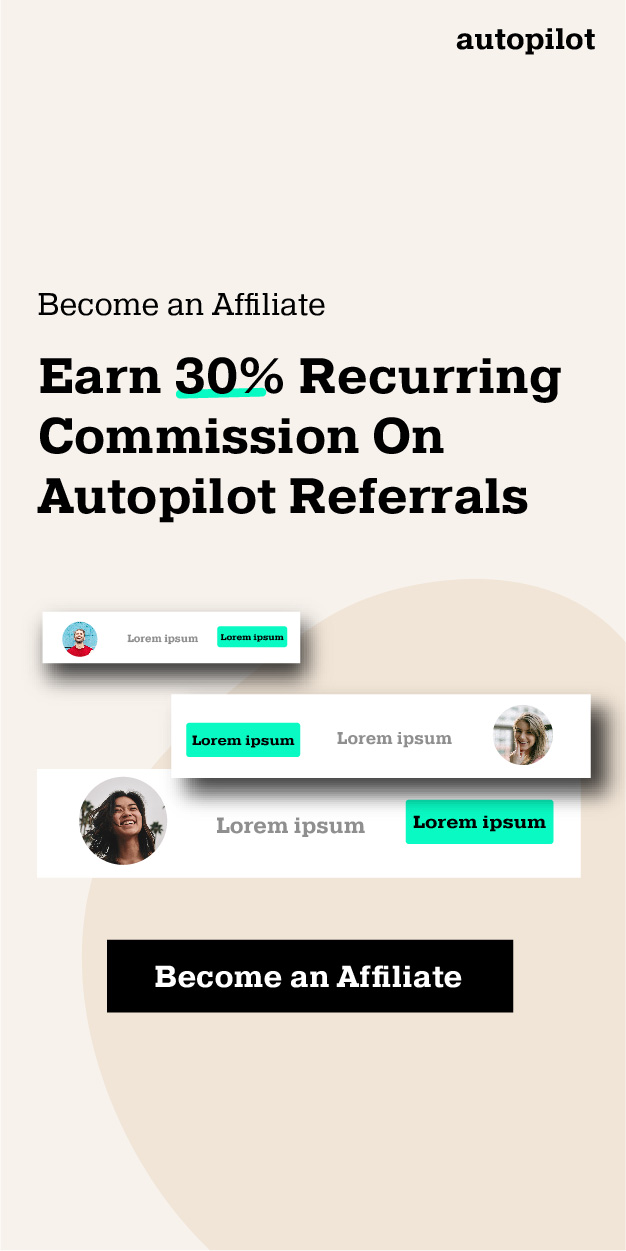 autopilot
Become an Affiliate
Earn 30% Recurring
Commission On
Autopilot Referrals
Lorem ipsum
Lorem ipsum
Lorem ipsum
Lorem ipsum
Lorem ipsum
Lorem ipsum
Become an Affiliate